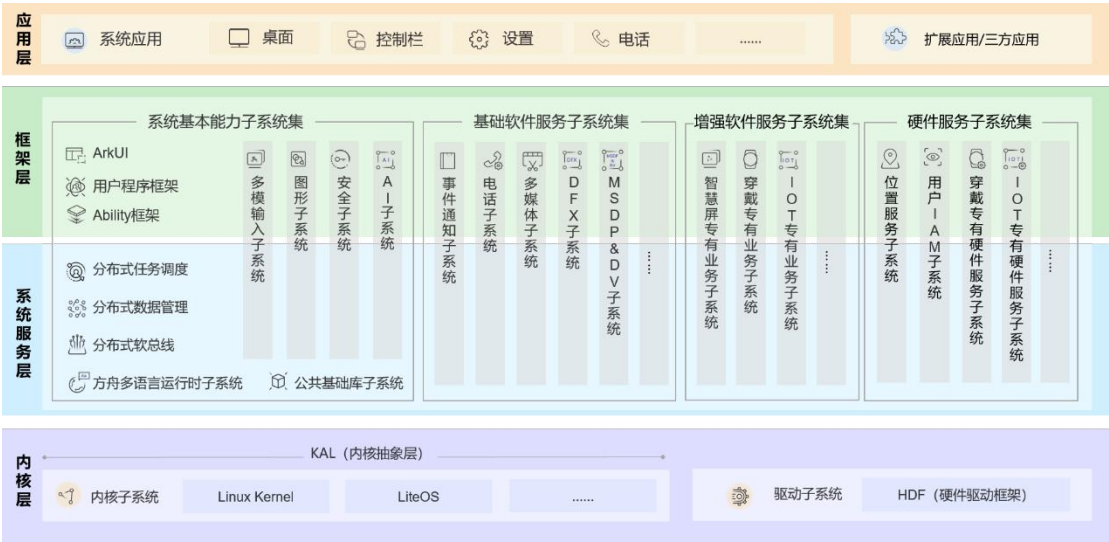 应用层
系统应用
桌面
控制栏
设置
电话
......
扩展应用/三方应用
框架层
系统服务层
系统基本能力子系统集
ArkUI
用户程序框架
Ability框架
分布式任务调度
分布式数据管理
分布式软总线
方舟多语言运行时子系统
公共基础库子系统
多模输入子系统
图形子系统
安全子系统
AI子系统
基础软件服务子系统集
事件通知子系统
电话子系统
多媒体子系统
DFX子系统
MSDP&DV子系统
......
增强软件服务子系统集
智慧屏专有业务子系统
穿戴专有业务子系统
IOT专有业务子系统
......
硬件服务子系统集
位置服务子系统
用户IAM子系统
穿戴专有硬件服务子系统
IOT专有硬件服务子系统
......
内核层
KAL（内核抽象层）
内核子系统
Linux Kernel
LiteOS
......
驱动子系统
HDF（硬件驱动框架）